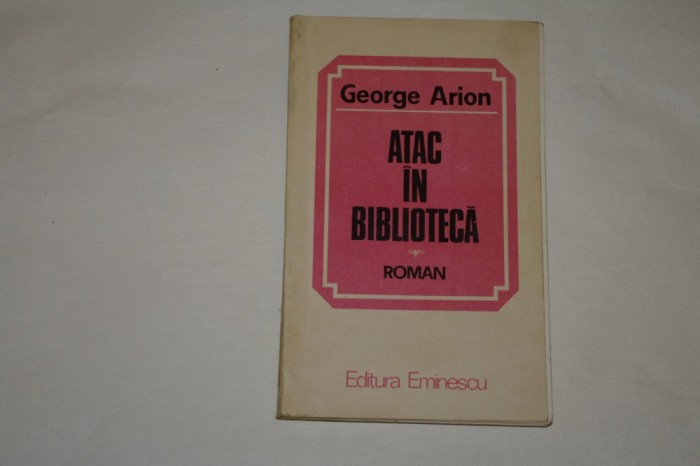 George Arion
ATAC
ÎN
BIBLIOTECĂ
ROMAN
Editura Eminescu